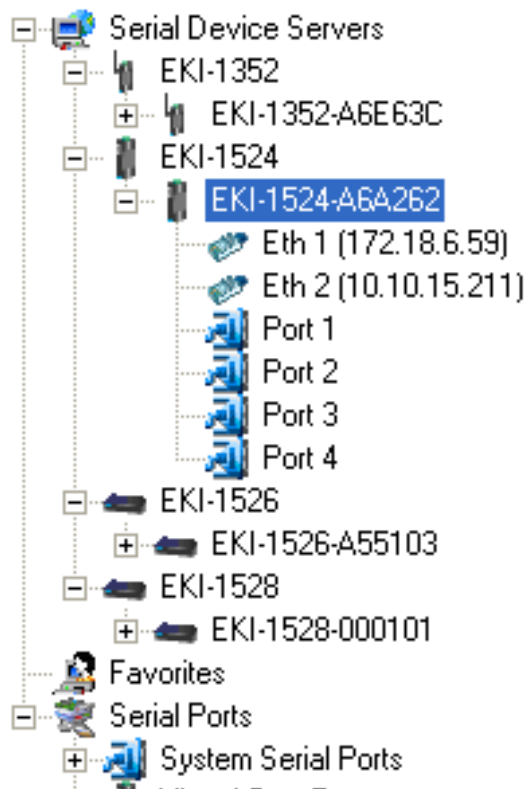 Serial Device Servers
EKI-1352
EKI-1352-A6E63C
EKI-1524
EKI-1524-A6A262
Eth 1 (172.18.6.59)
Eth 2 (10.10.15.211)
Port 1
Port 2
Port 3
Port 4
EKI-1526
EKI-1526-A55103
EKI-1528
EKI-1528-000101
Favorites
Serial Ports
System Serial Ports